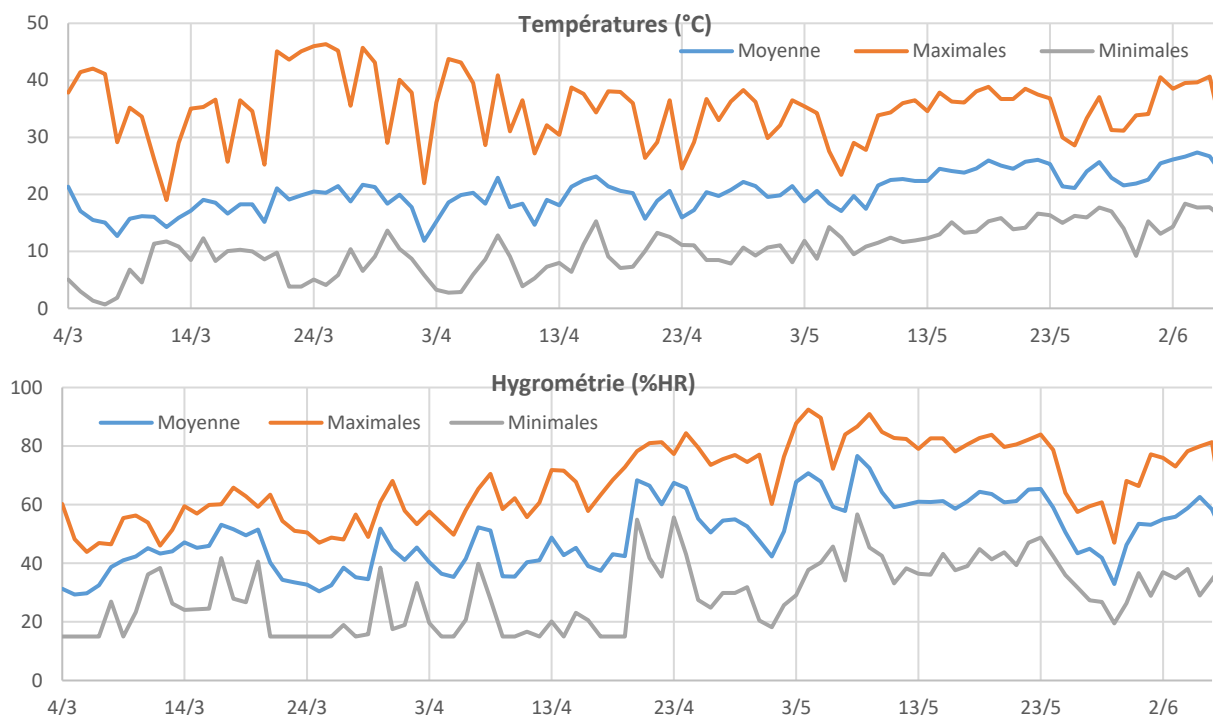 Températures (°C)
Moyenne Maximales Minimales
50
40
30
20
10
0
4/3 14/3 24/3 3/4 13/4 23/4 3/5 13/5 23/5 2/6
Hygrométrie (%HR)
Moyenne Maximales Minimales
100
80
60
40
20
0
4/3 14/3 24/3 3/4 13/4 23/4 3/5 13/5 23/5 2/6